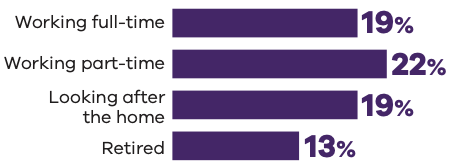 Working full-time 19%
Working part-time 22%
Looking after
the home 19%
Retired 13%